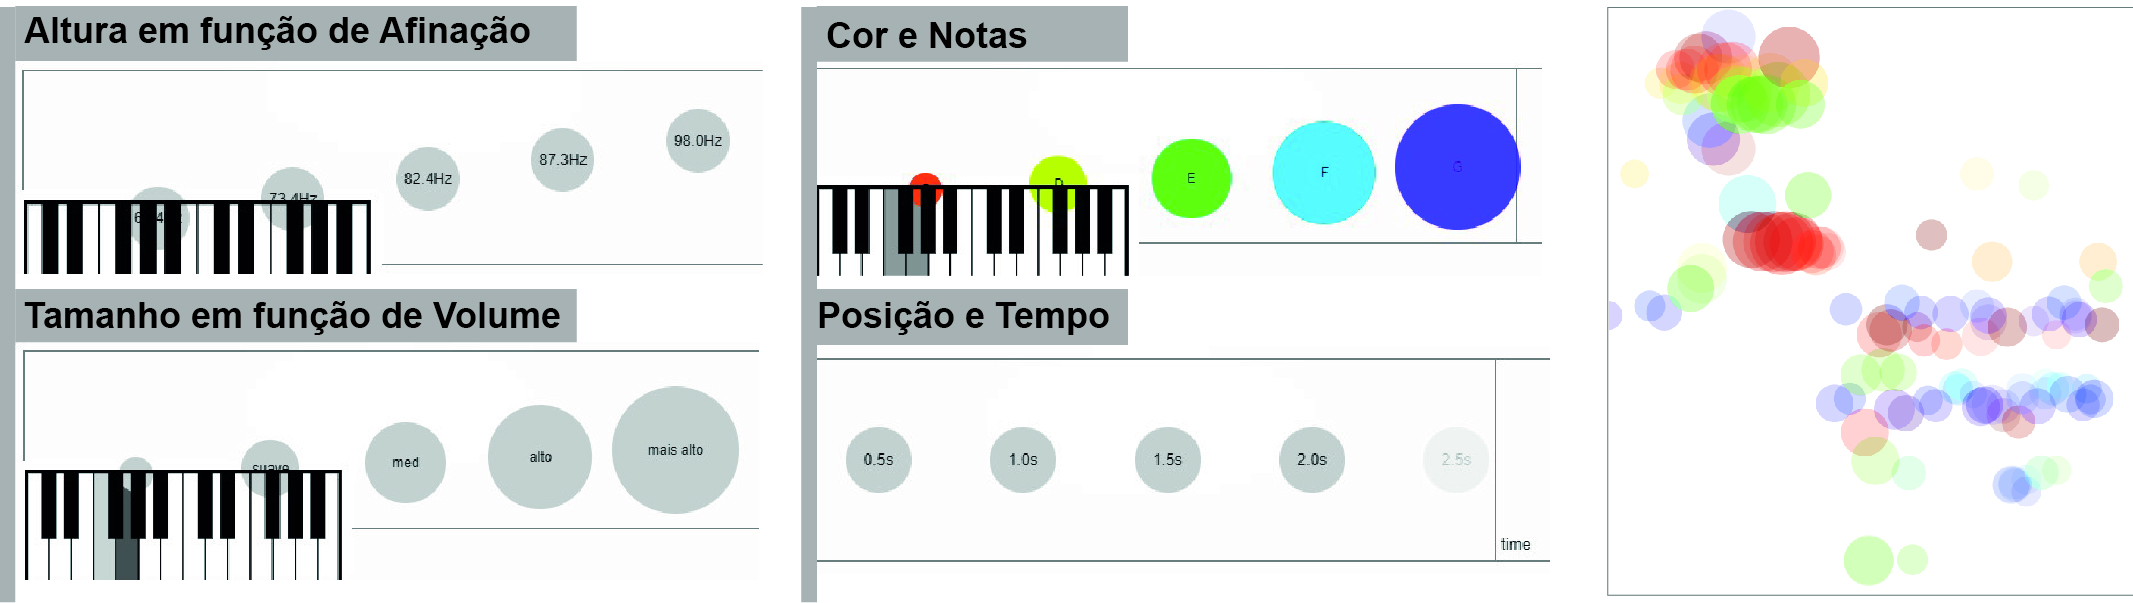 Altura em função de Afinação
73.4Hz
82.4Hz
87.3Hz
98.0Hz
Tamanho em função de Volume
suave
med
alto
mais alto
Cor e Notas
D
E
F
G
Posição e Tempo
0.5s
1.0s
1.5s
2.0s
2.5s
time